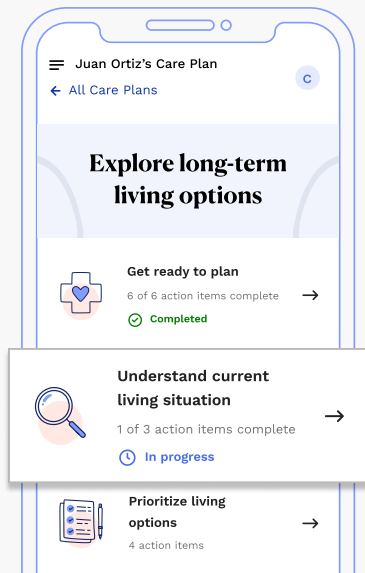 Juan Ortiz's Care Plan
C
All Care Plans
Explore long-term
living options
Get ready to plan
6 of 6 action items complete
Completed
Understand current
living situation
1 of 3 action items complete
In progress
Prioritize living
options
4 action items